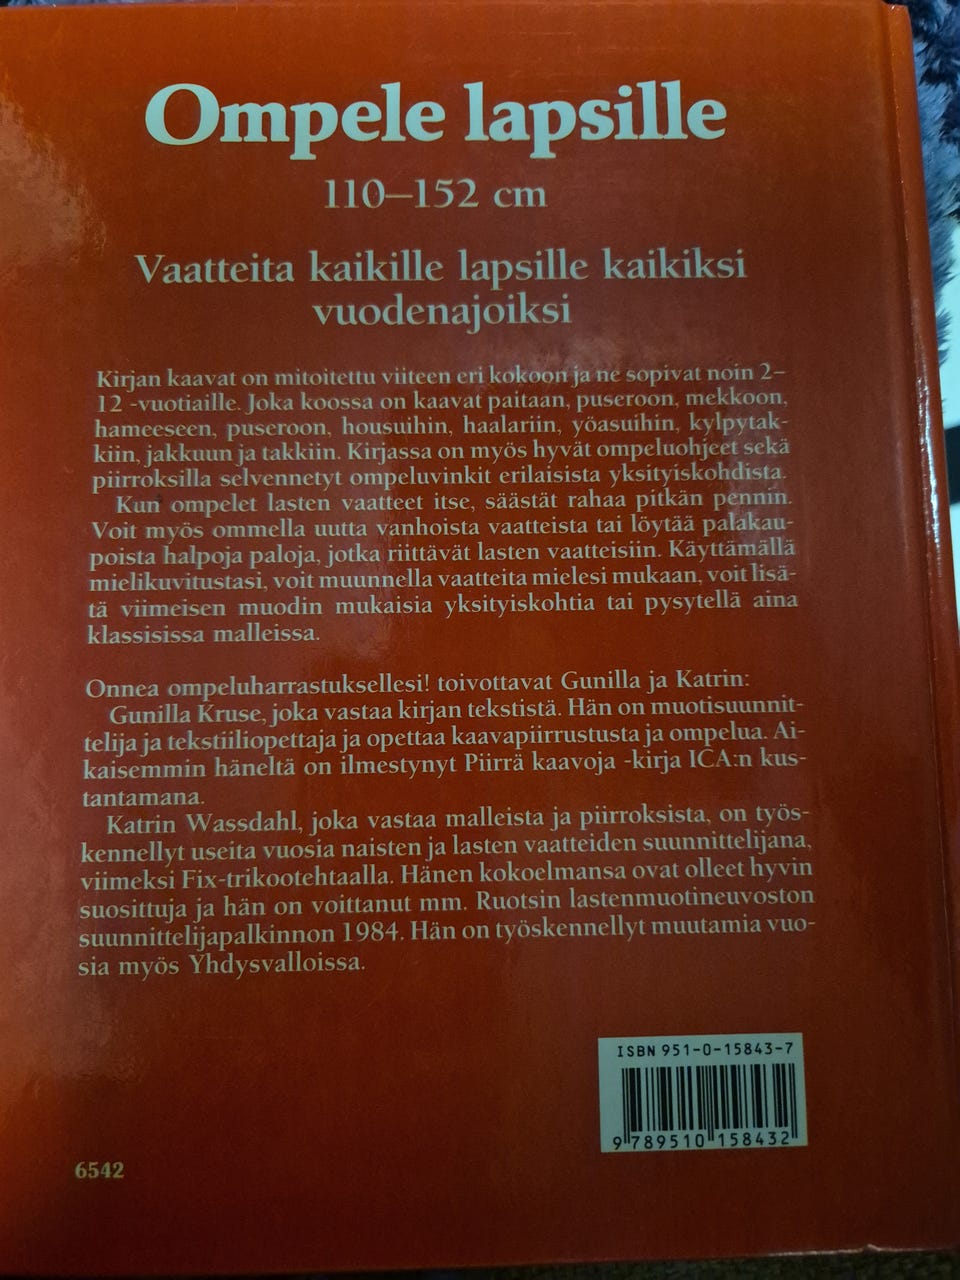 Ompele lapsille
110–152 cm
Vaatteita kaikille lapsille kaikiksi
vuodenajoiksi
Kirjan kaavat on mitoitettu viiteen eri kokoon ja ne sopivat noin 2–
12 -vuotiaille. Joka koossa on kaavat paitaan, puseroon, mekkoon,
hameeseen, puseroon, housuihin, haalariin, yöasuihin, kylpytak-
kiin, jakkuun ja takkiin. Kirjassa on myös hyvät ompeluohjeet sekä
piirroksilla selvennetyt ompeluvinkit erilaisista yksityiskohdista.
Kun ompelet lasten vaatteet itse, säästät rahaa pitkän pennin.
Voit myös ommella uutta vanhoista vaatteista tai löytää palakau-
poista halpoja paloja, jotka riittävät lasten vaatteisiin. Käyttämällä
mielikuvitustasi, voit muunnella vaatteita mielesi mukaan, voit lisä-
tä viimeisen muodin mukaisia yksityiskohtia tai pysytellä aina
klassisissa malleissa.
Onnea ompeluharrastuksellesi! toivottavat Gunilla ja Katrin:
Gunilla Kruse, joka vastaa kirjan tekstistä. Hän on muotisuunnit-
telija ja tekstiiliopettaja ja opettaa kaavapiirrustusta ja ompelua. Ai-
kaisemmin häneltä on ilmestynyt Piirrä kaavoja -kirja ICA:n kus-
tantamana.
Katrin Wassdahl, joka vastaa malleista ja piirroksista, on työs-
kennellyt useita vuosia naisten ja lasten vaatteiden suunnittelijana,
viimeksi Fix-trikootehtaalla. Hänen kokoelmansa ovat olleet hyvin
suosittuja ja hän on voittanut mm. Ruotsin lastenmuotineuvoston
suunnittelijapalkinnon 1984. Hän on työskennellyt muutamia vuo-
sia myös Yhdysvalloissa.
ISBN 951-0-15843-7
9 789510 158432
6542